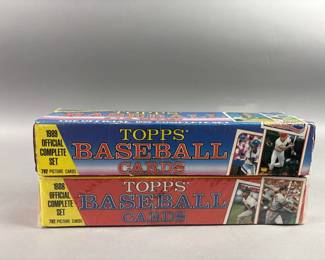 1989
OFFICIAL
COMPLETE
SET
792 PICTURE CARDS
TOPPS
BASEBALL
CARDS
1988
OFFICIAL
COMPLETE
SET
792 PICTURE CARDS
TOPPS
BASEBALL
CARDS